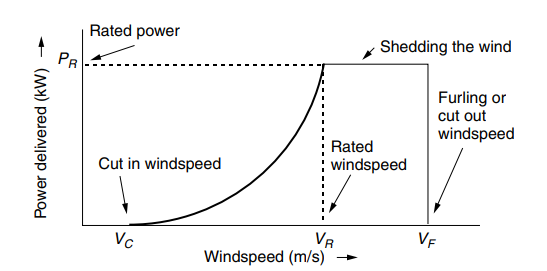 Rated power
P_R
Shedding the wind
Power delivered (kW)
Furling or
cut out
windspeed
Cut in windspeed
Rated
windspeed
V_C
V_R
V_F
Windspeed (m/s)